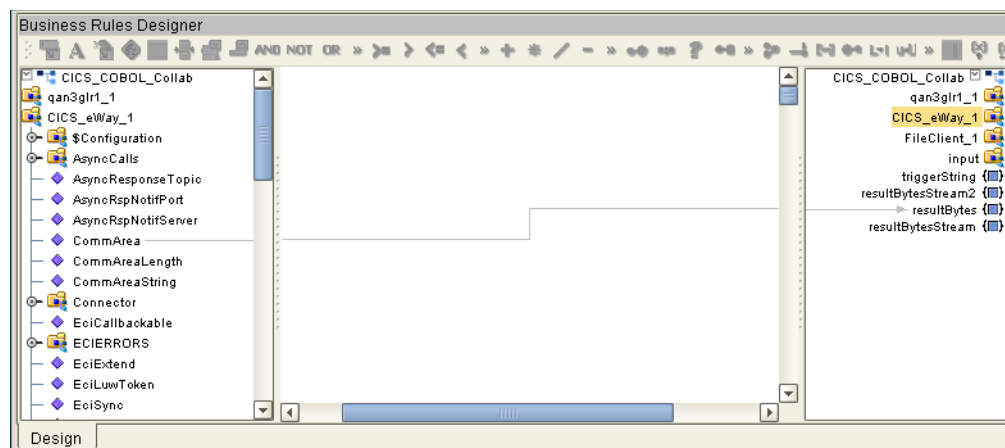 Business Rules Designer
A AND NOT OR » >= > <= < » + * / - » ? » »
CICS_COBOL_Collab
qan3glr1_1
CICS_eWay_1
$Configuration
AsyncCalls
AsyncResponseTopic
AsyncRspNotifPort
AsyncRspNotifServer
CommArea
CommAreaLength
CommAreaString
Connector
EciCallbackable
ECIERRORS
EciExtend
EciLuwToken
EciSync
CICS_COBOL_Collab
qan3glr1_1
CICS_eWay_1
FileClient_1
input
triggerString
resultBytesStream2
resultBytes
resultBytesStream
Design